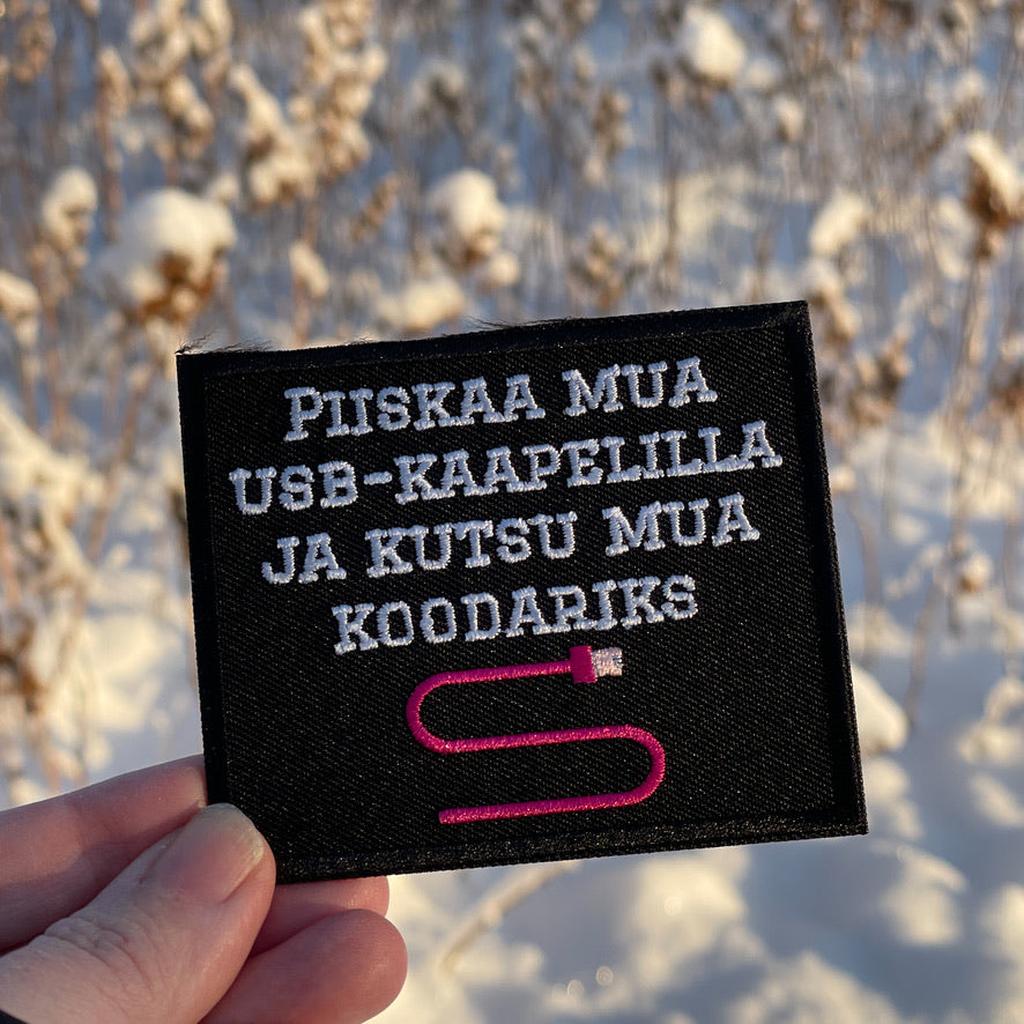 PIISKAA MUA
USB-KAAPELILLA
JA KUTSU MUA
KOODARIKS